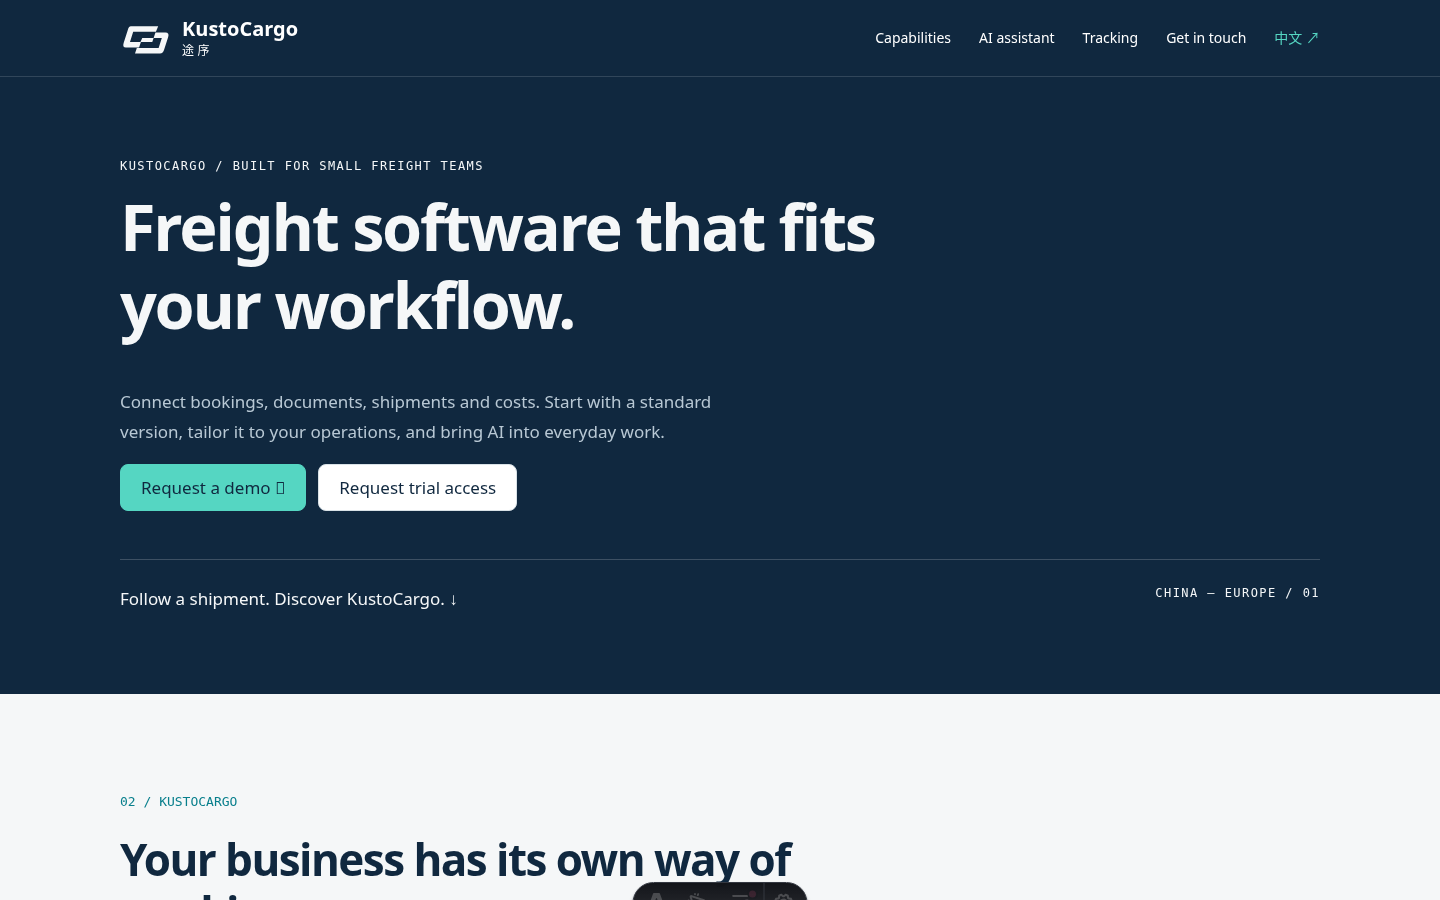 KustoCargo
途序
Capabilities
AI assistant
Tracking
Get in touch
中文 ↗
KUSTOCARGO / BUILT FOR SMALL FREIGHT TEAMS
Freight software that fits
your workflow.
Connect bookings, documents, shipments and costs. Start with a standard
version, tailor it to your operations, and bring AI into everyday work.
Request a demo
Request trial access
Follow a shipment. Discover KustoCargo. ↓
CHINA — EUROPE / 01
02 / KUSTOCARGO
Your business has its own way of